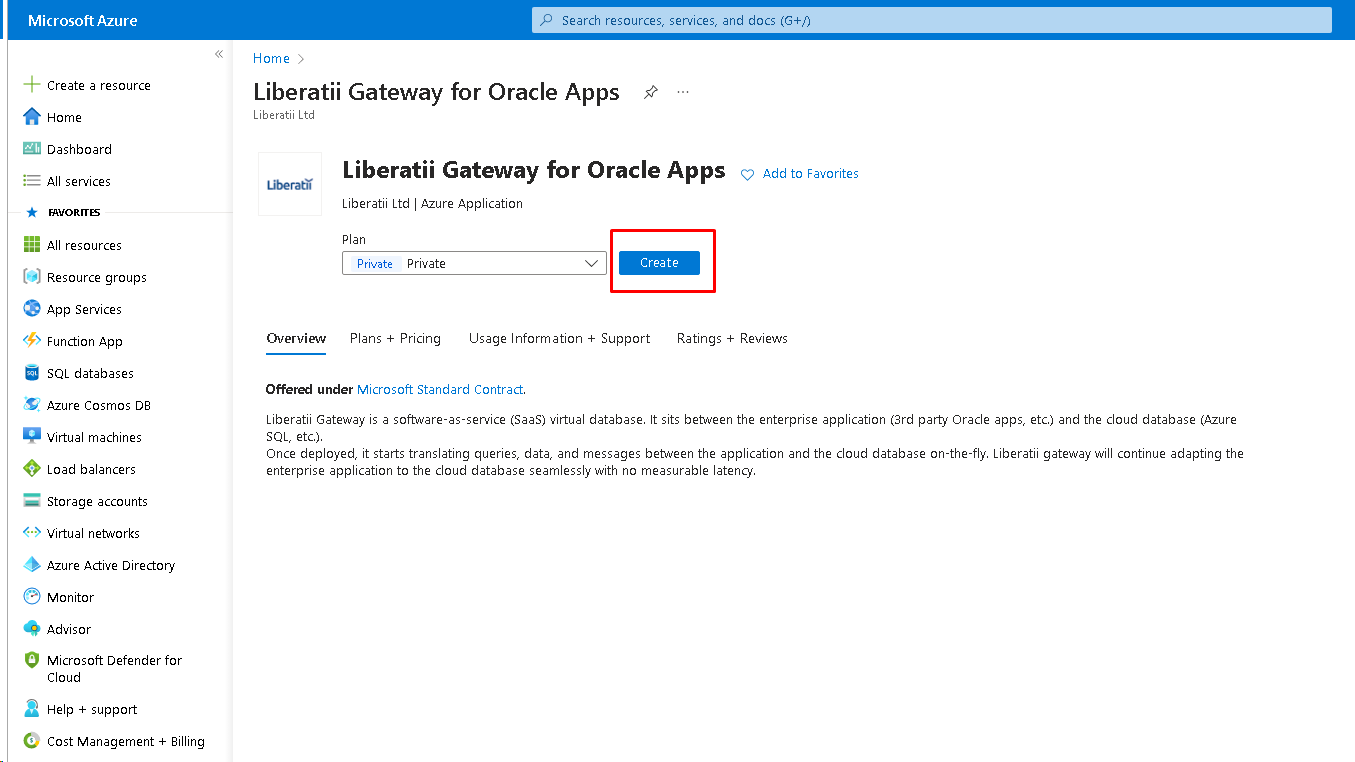 Microsoft Azure
Search resources, services, and docs (G+/)
Create a resource
Home
Dashboard
All services
FAVORITES
All resources
Resource groups
App Services
Function App
SQL databases
Azure Cosmos DB
Virtual machines
Load balancers
Storage accounts
Virtual networks
Azure Active Directory
Monitor
Advisor
Microsoft Defender for
Cloud
Help + support
Cost Management + Billing
Home
Liberatii Gateway for Oracle Apps
Liberatii Ltd
Liberatii
Liberatii Gateway for Oracle Apps
Add to Favorites
Liberatii Ltd | Azure Application
Plan
Private Private
Create
Overview Plans + Pricing Usage Information + Support Ratings + Reviews
Offered under Microsoft Standard Contract.
Liberatii Gateway is a software-as-service (SaaS) virtual database. It sits between the enterprise application (3rd party Oracle apps, etc.) and the cloud database (Azure
SQL, etc.).
Once deployed, it starts translating queries, data, and messages between the application and the cloud database on-the-fly. Liberatii gateway will continue adapting the
enterprise application to the cloud database seamlessly with no measurable latency.